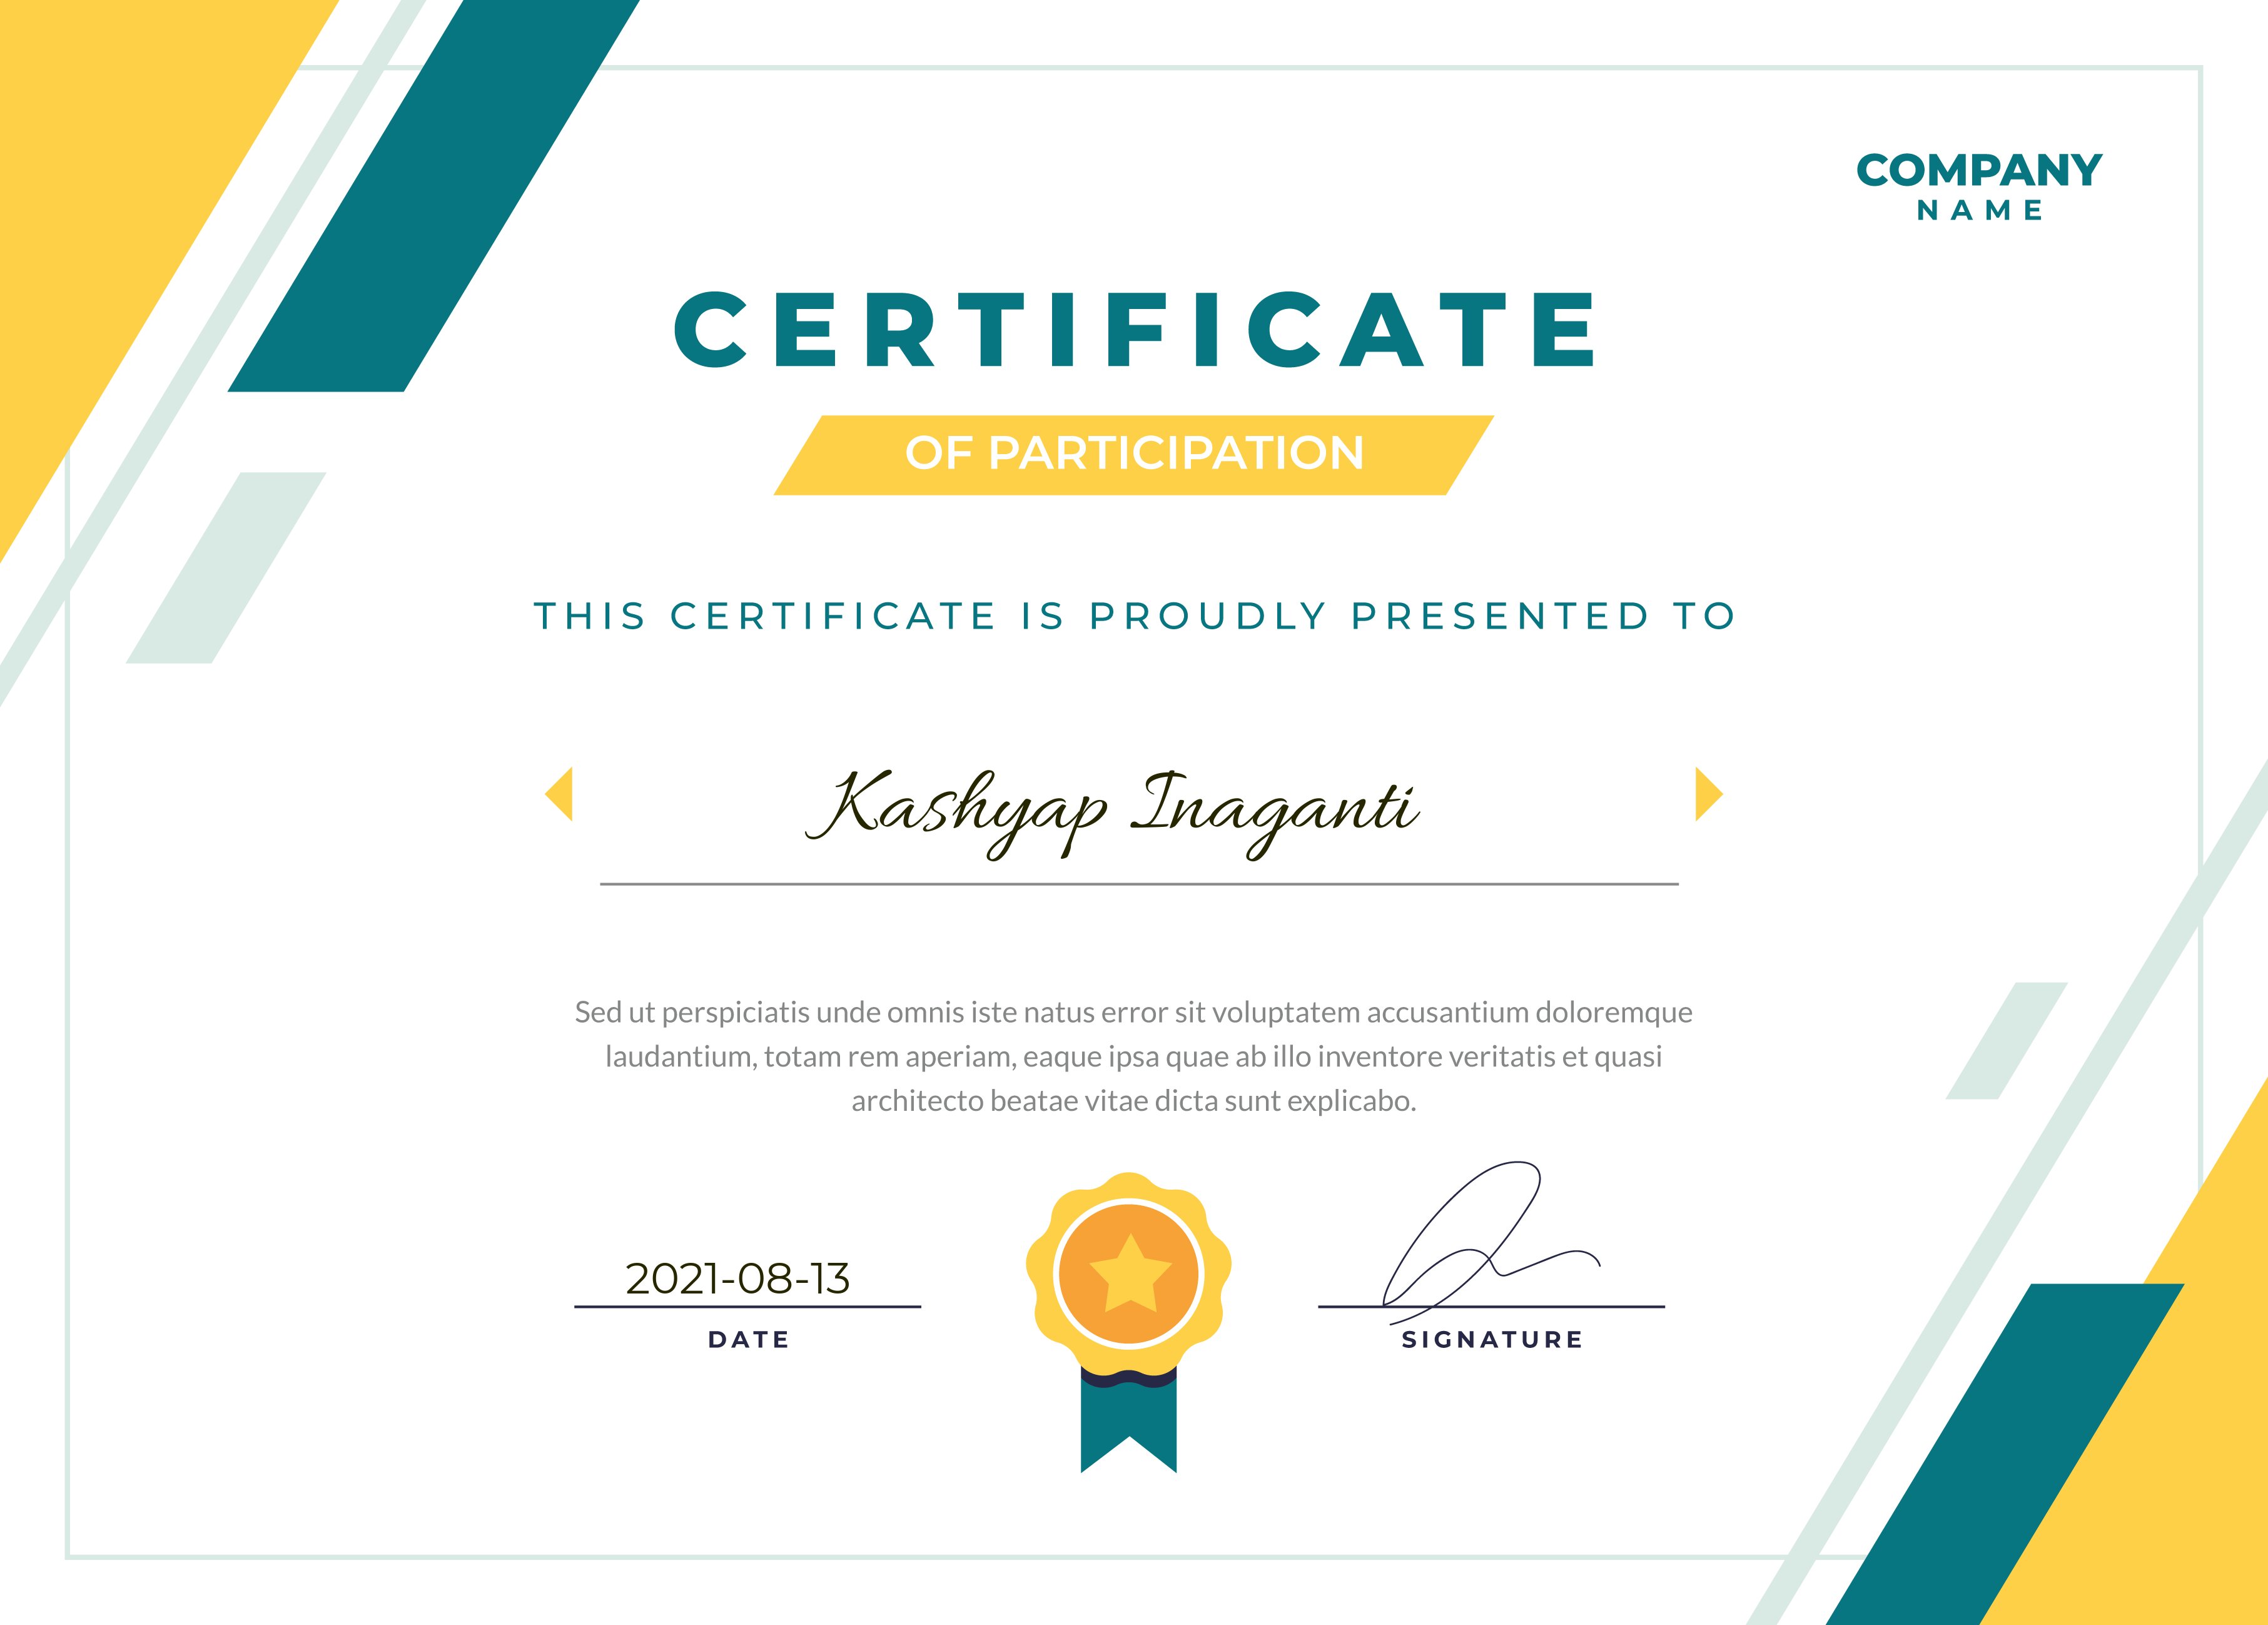 COMPANY
NAME
CERTIFICATE
OF PARTICIPATION
THIS CERTIFICATE IS PROUDLY PRESENTED TO
Kashyap Inaganti
Sed ut perspiciatis unde omnis iste natus error sit voluptatem accusantium doloremque
laudantium, totam rem aperiam, eaque ipsa quae ab illo inventore veritatis et quasi
architecto beatae vitae dicta sunt explicabo.
2021-08-13
DATE
SIGNATURE